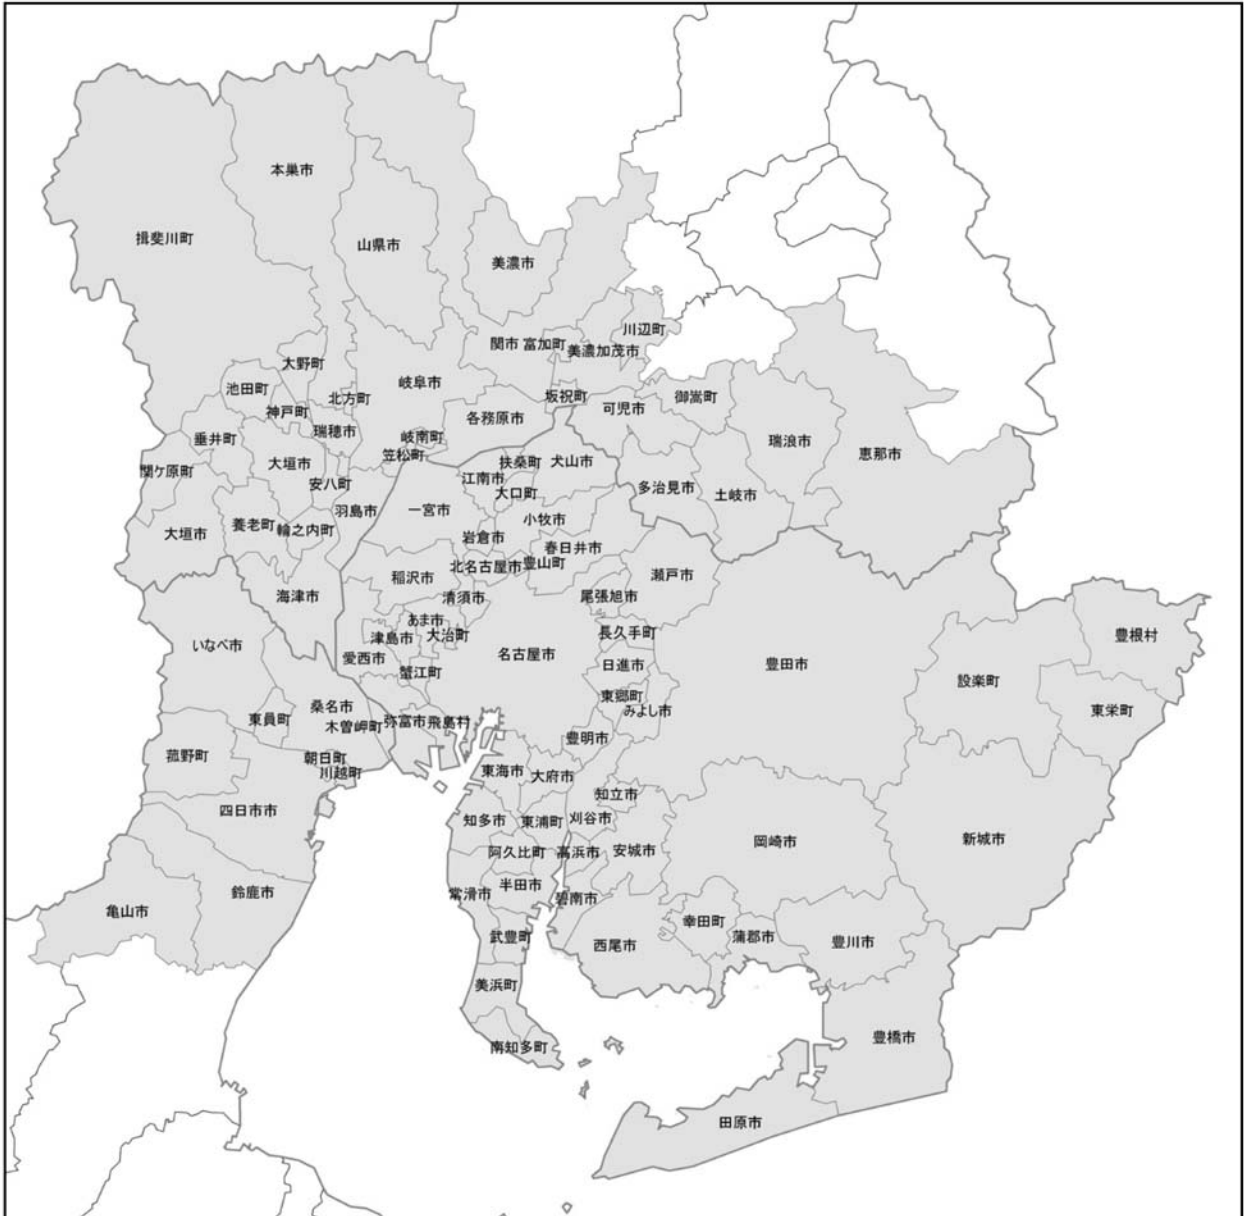 本巣市
揖斐川町
山県市
美濃市
川辺町
関市
富加町
美濃加茂市
大野町
池田町
北方町
岐阜市
坂祝町
御嵩町
神戸町
各務原市
可児市
瑞穂市
岐南町
垂井町
笠松町
瑞浪市
恵那市
関ケ原町
大垣市
安八町
扶桑町
犬山市
江南市
大口町
多治見市
土岐市
羽島市
一宮市
養老町
輪之内町
大垣市
小牧市
岩倉市
春日井市
北名古屋市
豊山町
稲沢市
瀬戸市
海津市
清須市
尾張旭市
あま市
津島市
大治町
長久手町
いなべ市
愛西市
名古屋市
日進市
豊田市
豊根村
蟹江町
設楽町
東郷町
みよし市
東栄町
桑名市
東員町
木曽岬町
弥富市
飛島村
豊明市
菰野町
朝日町
川越町
東海市
大府市
知立市
四日市市
知多市
東浦町
刈谷市
阿久比町
高浜市
安城市
岡崎市
新城市
鈴鹿市
常滑市
半田市
碧南市
亀山市
武豊町
西尾市
幸田町
蒲郡市
豊川市
美浜町
南知多町
豊橋市
田原市